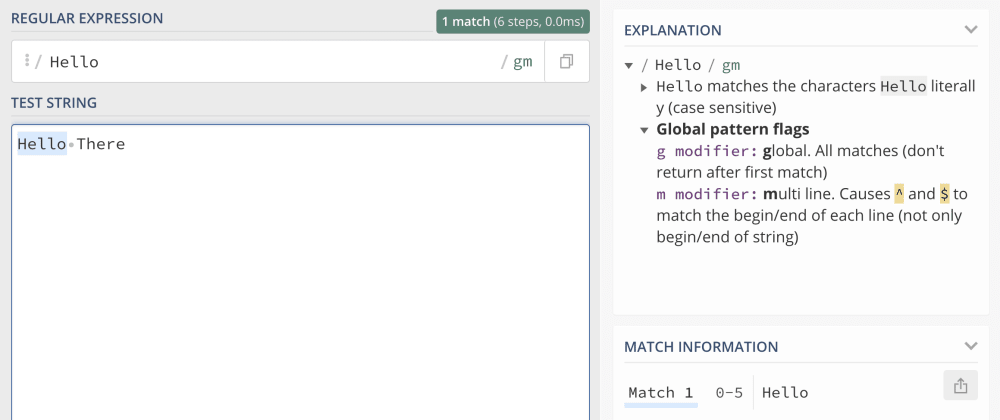 REGULAR EXPRESSION
1 match (6 steps, 0.0ms)
/ Hello / gm
TEST STRING
Hello·There
EXPLANATION
/ Hello / gm
Hello matches the characters Hello literall
y (case sensitive)
Global pattern flags
g modifier: global. All matches (don't
return after first match)
m modifier: multi line. Causes ^ and $ to
match the begin/end of each line (not only
begin/end of string)
MATCH INFORMATION
Match 1 0-5 Hello